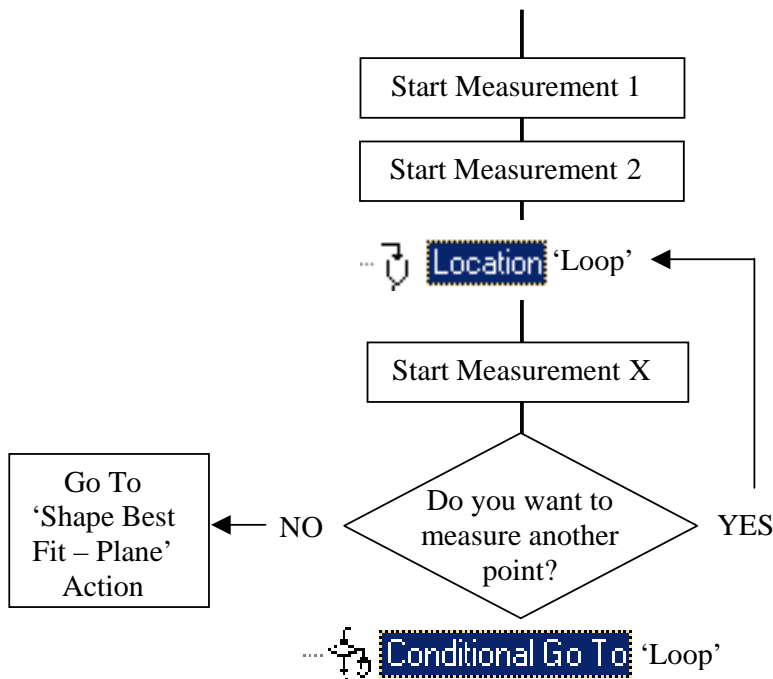 Start Measurement 1
Start Measurement 2
Location 'Loop'
Start Measurement X
Go To
'Shape Best
Fit – Plane'
Action
NO
Do you want to
measure another
point?
YES
Conditional Go To 'Loop'